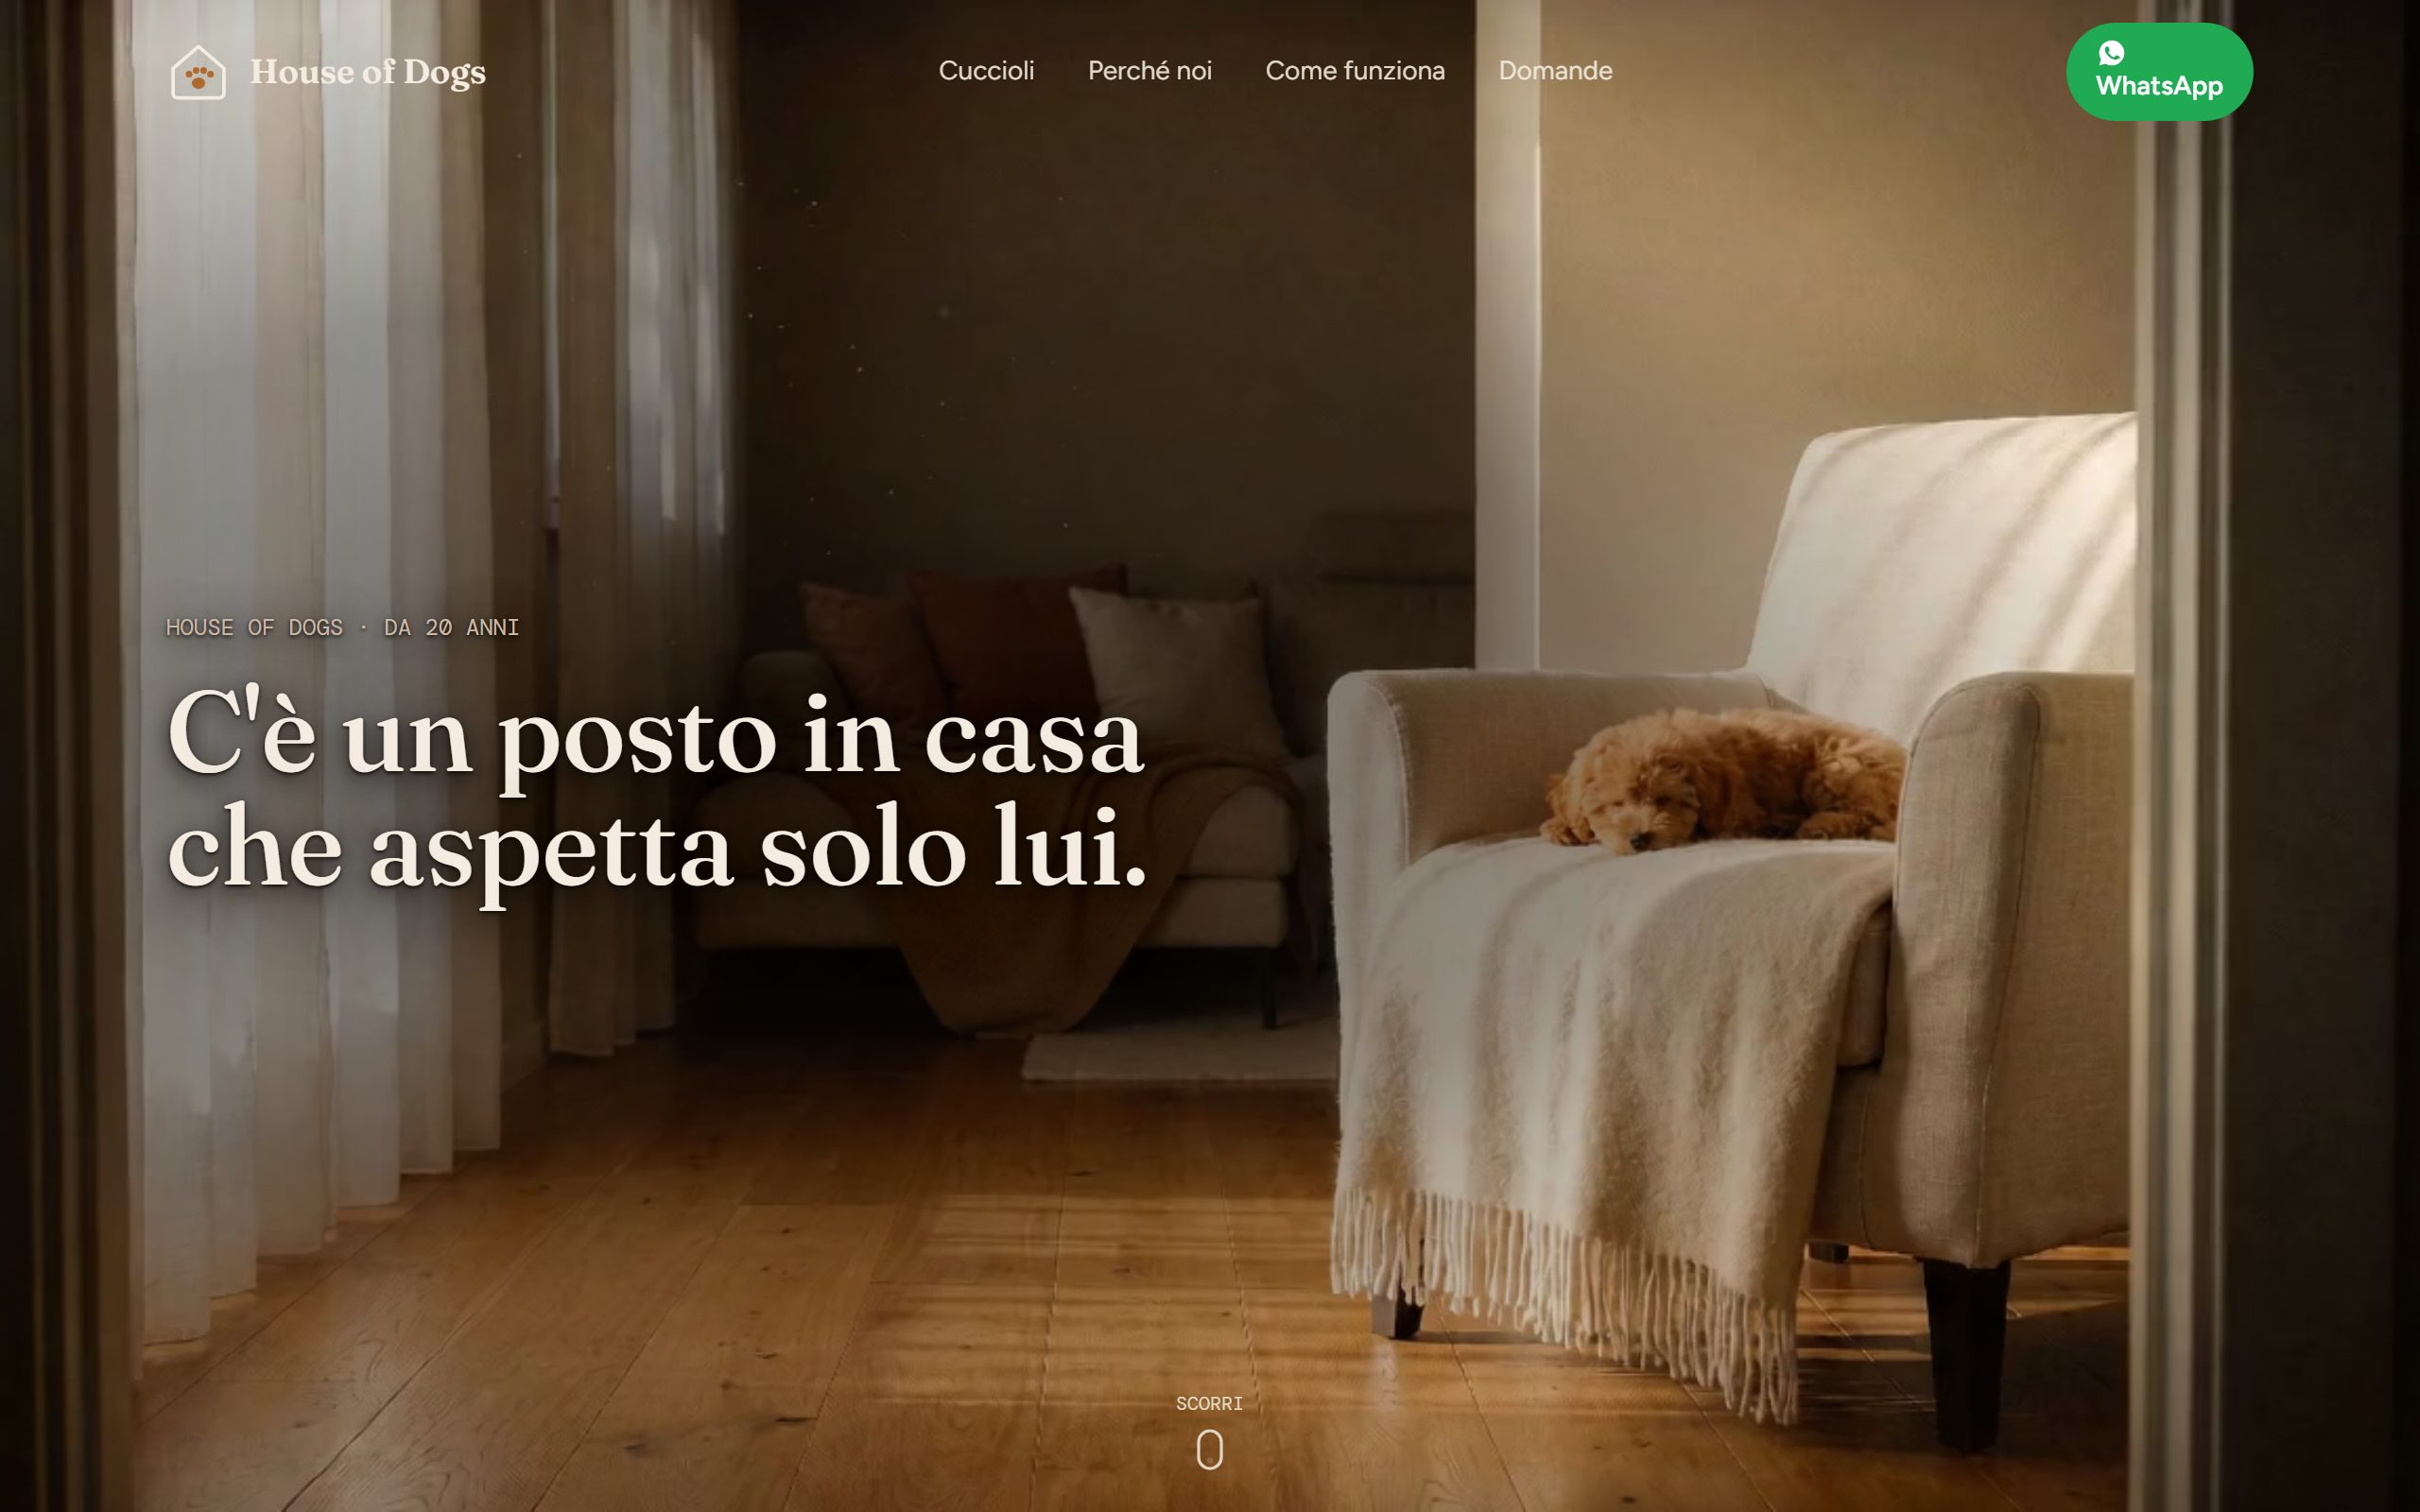 House of Dogs
Cuccioli
Perché noi
Come funziona
Domande
WhatsApp
HOUSE OF DOGS · DA 20 ANNI
C'è un posto in casa
che aspetta solo lui.
SCORRI